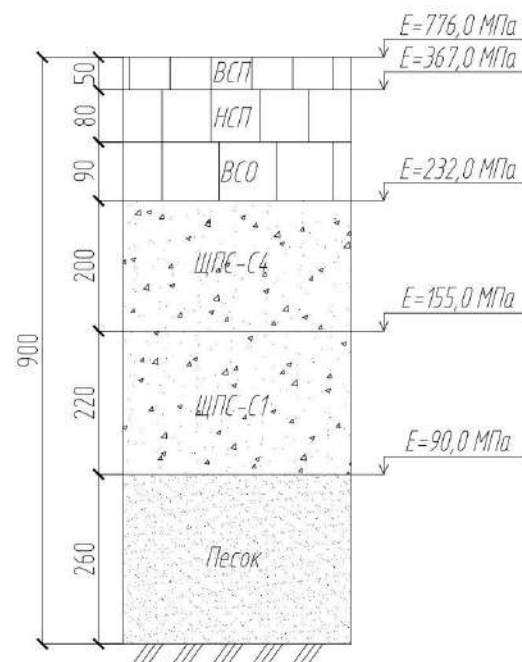 E=776,0 МПа
50
ВСП
E=367,0 МПа
80
НСП
90
ВСО
E=232,0 МПа
200
ЩПС-С4
E=155,0 МПа
900
220
ЩПС-С1
E=90,0 МПа
260
Песок